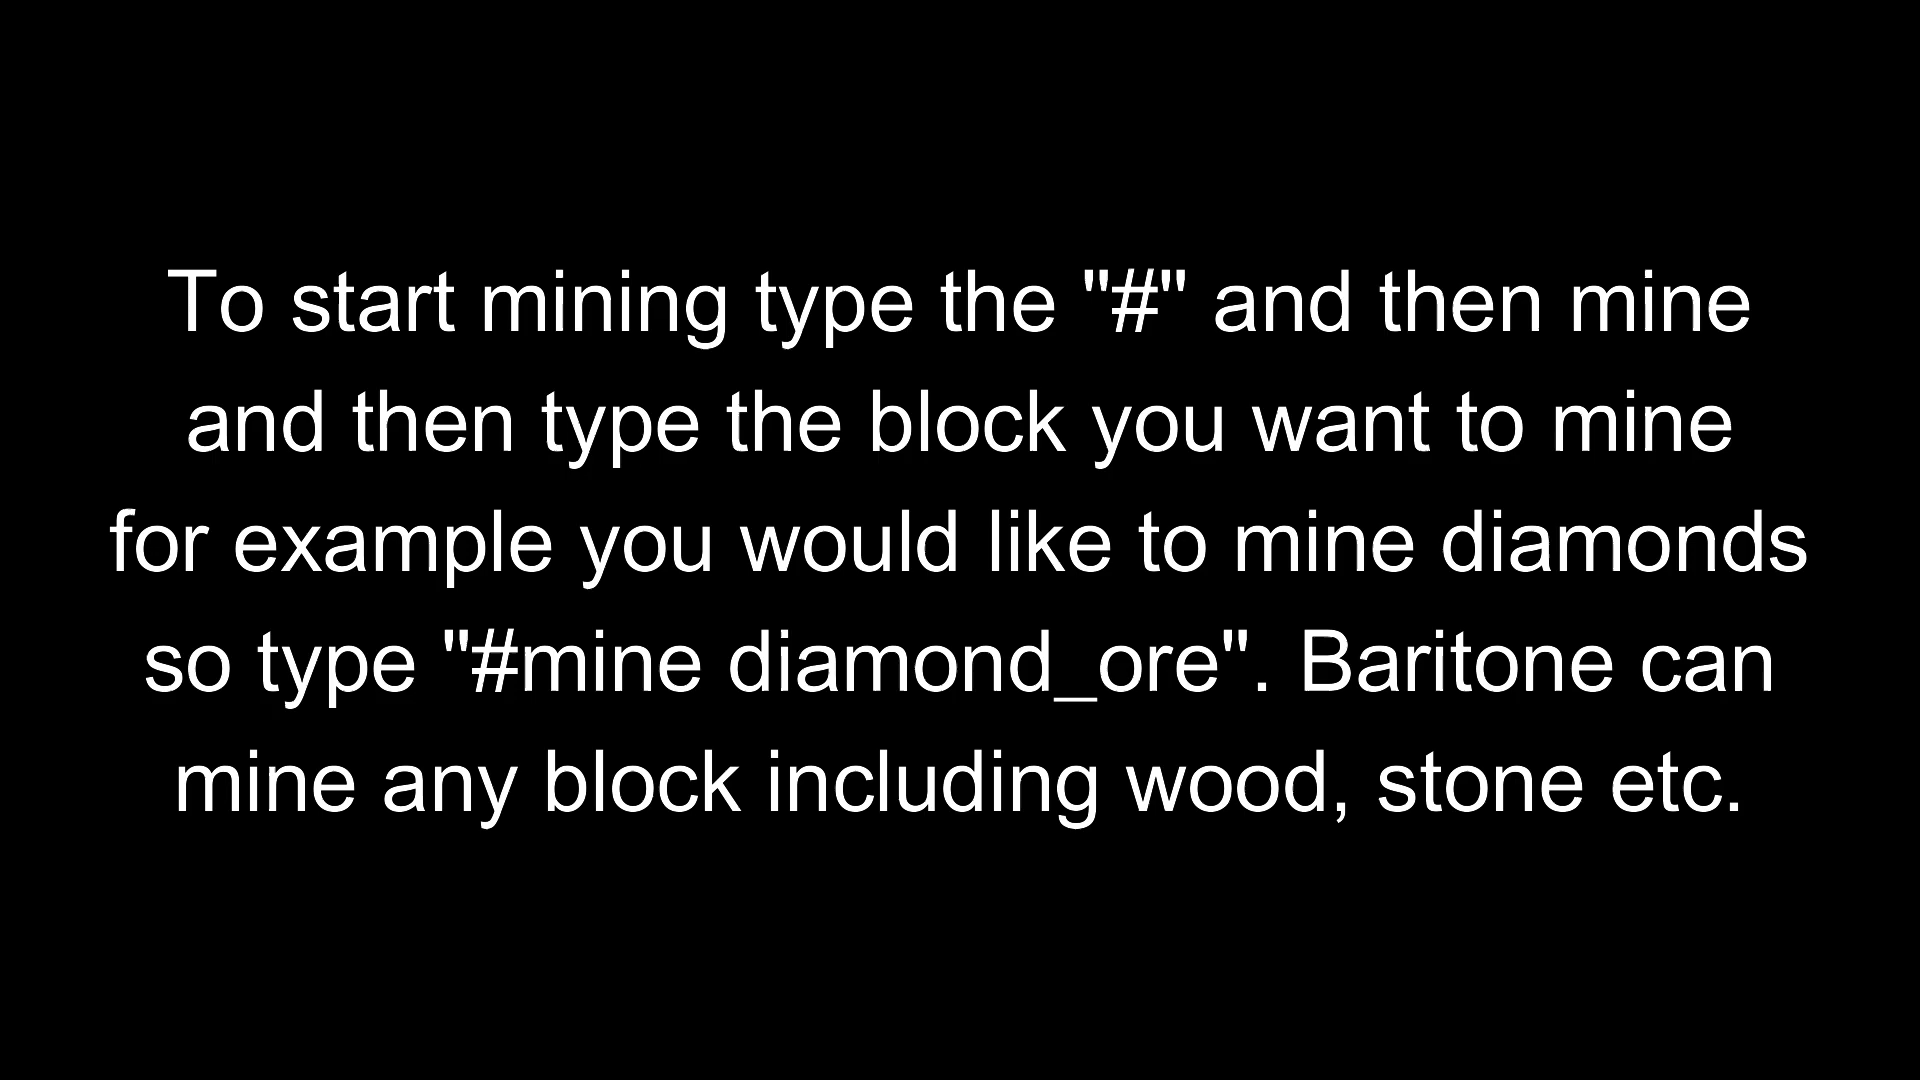 To start mining type the "#" and then mine
and then type the block you want to mine
for example you would like to mine diamonds
so type "#mine diamond_ore". Baritone can
mine any block including wood, stone etc.